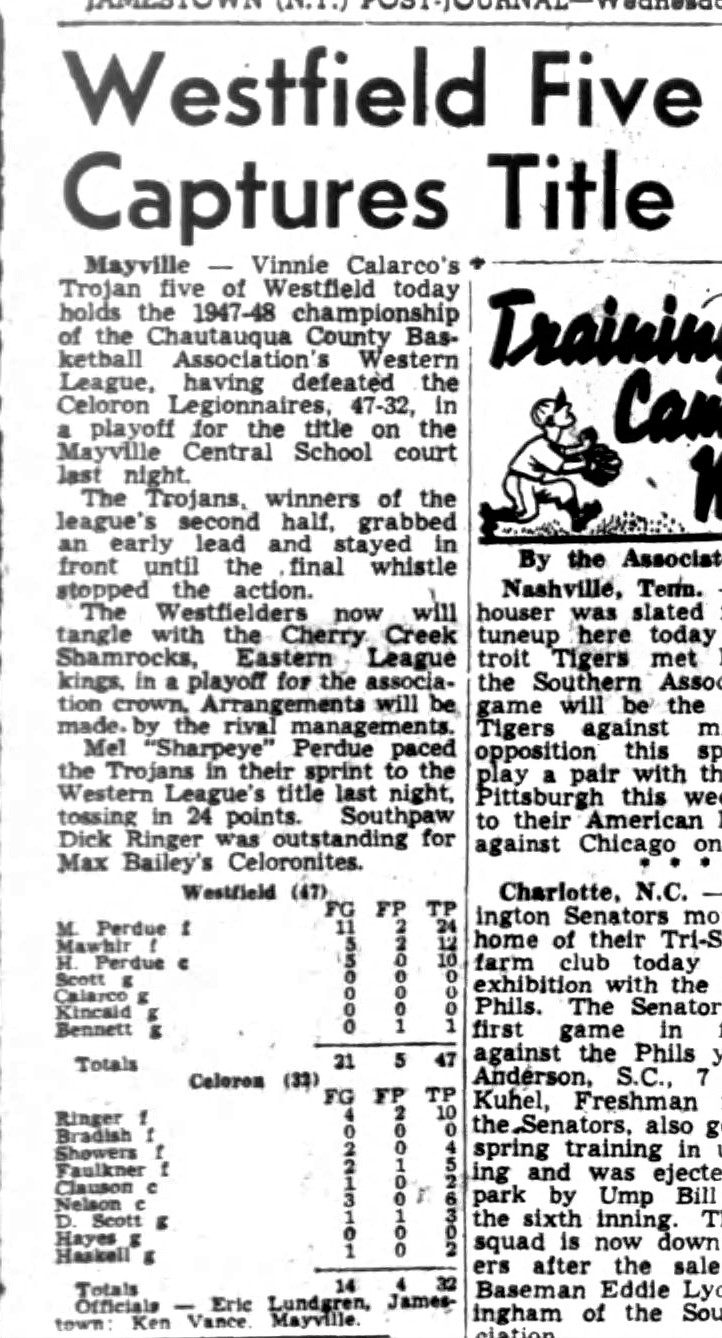 JAMESTOWN (N.Y.) POST-JOURNAL—Wednesda
Westfield Five
Captures Title
Mayville — Vinnie Calarco's
Trojan five of Westfield today
holds the 1947-48 championship
of the Chautauqua County Bas-
ketball Association's Western
League, having defeated the
Celoron Legionnaires, 47-32, in
a playoff for the title on the
Mayville Central School court
last night.
The Trojans, winners of the
league's second half, grabbed
an early lead and stayed in
front until the final whistle
stopped the action.
The Westfielders now will
tangle with the Cherry Creek
Shamrocks, Eastern League
kings, in a playoff for the associa-
tion crown. Arrangements will be
made by the rival managements.
Mel "Sharpeye" Perdue paced
the Trojans in their sprint to the
Western League's title last night,
tossing in 24 points. Southpaw
Dick Ringer was outstanding for
Max Bailey's Celoronites.
Westfield (47)
FG FP TP
M. Perdue f 11 2 24
Mawhir f 5 2 12
H. Perdue c 5 0 10
Scott g 0 0 0
Calarco g 0 0 0
Kincaid g 0 0 0
Bennett g 0 1 1
Totals 21 5 47
Celoron (32)
FG FP TP
Ringer f 4 2 10
Bradish f 0 0 0
Showers f 2 0 4
Faulkner f 2 1 5
Clauson c 1 0 2
Nelson c 3 0 6
D. Scott g 1 1 3
Hayes g 0 0 0
Haskell g 1 0 2
Totals 14 4 32
Officials — Eric Lundgren, James-
town; Ken Vance, Mayville.
Training
Cam
By the Associat
Nashville, Tenn.
houser was slated
tuneup here today
troit Tigers met
the Southern Assoc
game will be the
Tigers against m
opposition this sp
play a pair with th
Pittsburgh this wee
to their American
against Chicago on
* * *
Charlotte, N.C. —
ington Senators mo
home of their Tri-S
farm club today
exhibition with the
Phils. The Senator
first game in
against the Phils y
Anderson, S.C., 7
Kuhel, Freshman
the Senators, also g
spring training in
ing and was ejecte
park by Ump Bill
the sixth inning. T
squad is now down
ers after the sale
Baseman Eddie Lyo
ingham of the Sou
ciation